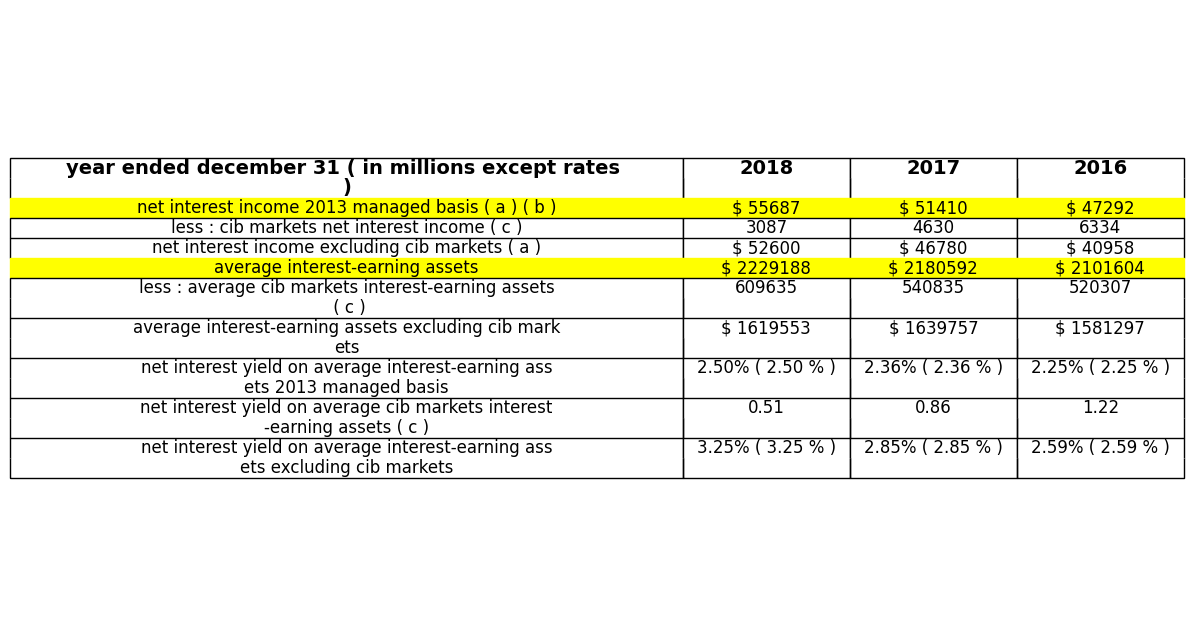 year ended december 31 ( in millions except rates 2018 2017 2016
)
net interest income 2013 managed basis ( a ) ( b ) $ 55687 $ 51410 $ 47292
less : cib markets net interest income ( c ) 3087 4630 6334
net interest income excluding cib markets ( a ) $ 52600 $ 46780 $ 40958
average interest-earning assets $ 2229188 $ 2180592 $ 2101604
less : average cib markets interest-earning assets 609635 540835 520307
( c )
average interest-earning assets excluding cib mark $ 1619553 $ 1639757 $ 1581297
ets
net interest yield on average interest-earning ass 2.50% ( 2.50 % ) 2.36% ( 2.36 % ) 2.25% ( 2.25 % )
ets 2013 managed basis
net interest yield on average cib markets interest 0.51 0.86 1.22
-earning assets ( c )
net interest yield on average interest-earning ass 3.25% ( 3.25 % ) 2.85% ( 2.85 % ) 2.59% ( 2.59 % )
ets excluding cib markets